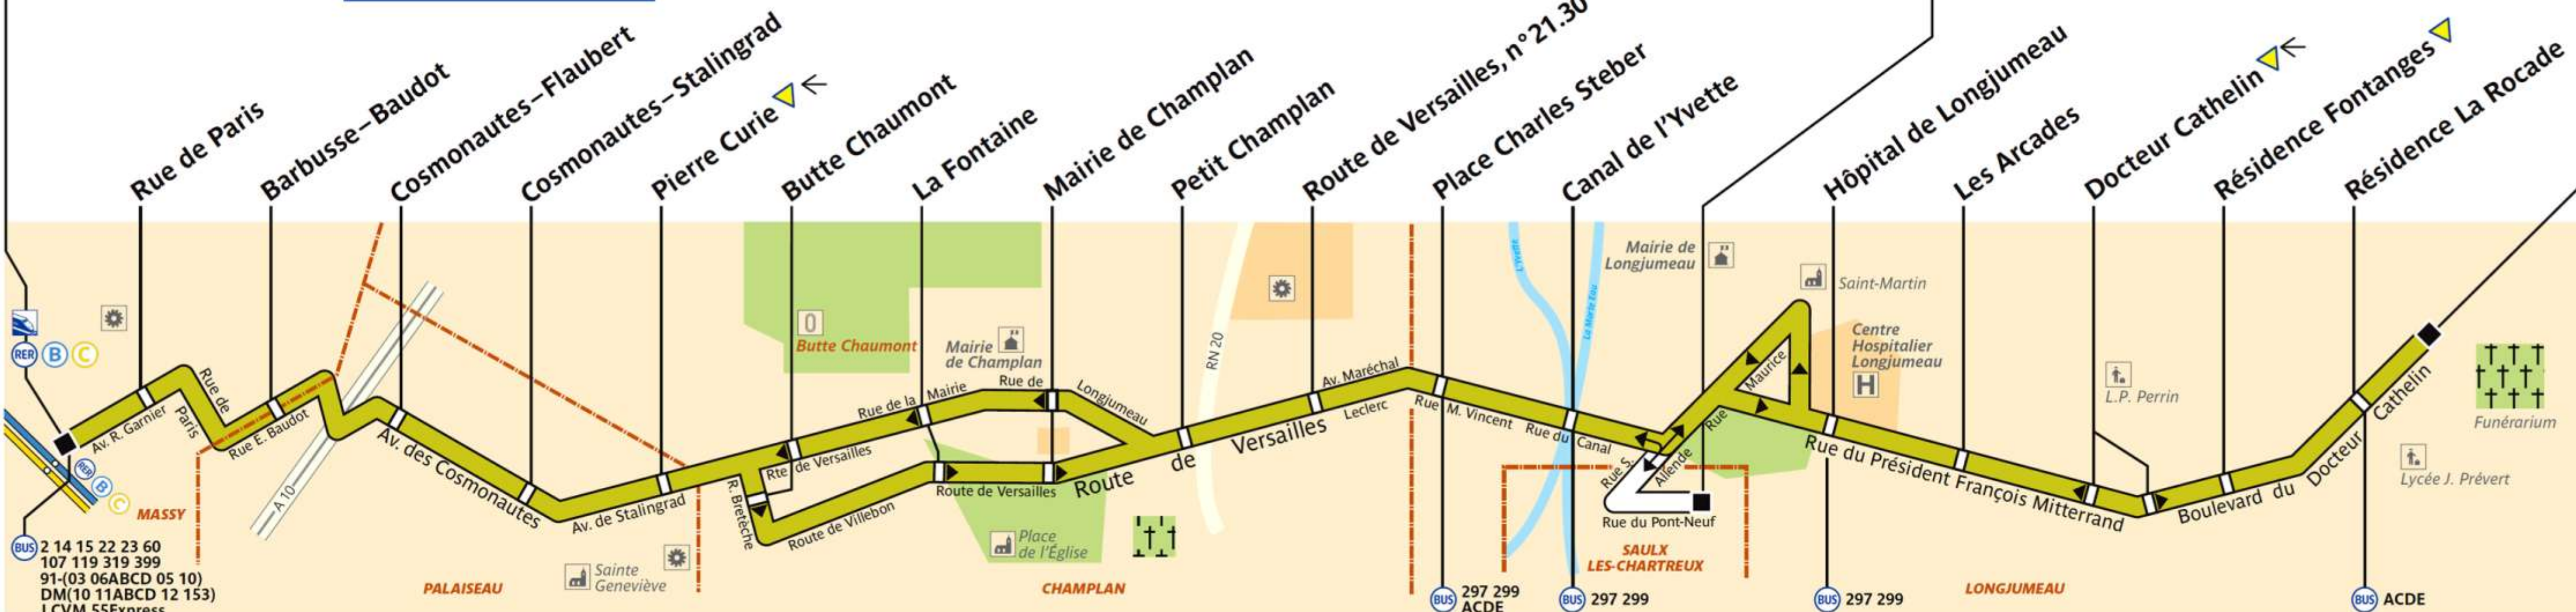 Rue de Paris
Barbusse–Baudot
Cosmonautes–Flaubert
Cosmonautes–Stalingrad
Pierre Curie
Butte Chaumont
La Fontaine
Mairie de Champlan
Petit Champlan
Route de Versailles, n°21.30
Place Charles Steber
Canal de l'Yvette
Hôpital de Longjumeau
Les Arcades
Docteur Cathelin
Résidence Fontanges
Résidence La Rocade
RER B C
Av. R. Garnier
Rue de
Paris
Rue E. Baudot
RER B C
MASSY
A 10
Av. des Cosmonautes
Av. de Stalingrad
PALAISEAU
Sainte
Geneviève
Butte Chaumont
Mairie
de Champlan
Rue de la Mairie
Rue de
Longjumeau
Rte de Versailles
R. Bretèche
Route de Villebon
Route de Versailles
Place
de l'Église
CHAMPLAN
RN 20
Route de Versailles
Av. Maréchal
Leclerc
L'Yvette
La Morte Eau
Rue M. Vincent
Rue du Canal
Mairie de
Longjumeau
Saint-Martin
Centre
Hospitalier
Longjumeau
H
Rue Maurice
Rue S.
Allende
Rue du Pont-Neuf
SAULX
LES-CHARTREUX
Rue du Président François Mitterrand
L.P. Perrin
Boulevard du Docteur Cathelin
Funérarium
Lycée J. Prévert
LONGJUMEAU
BUS 2 14 15 22 23 60
107 119 319 399
91-(03 06ABCD 05 10)
DM(10 11ABCD 12 153)
LCVM 55Express
BUS 297 299
ACDE
BUS 297 299
BUS 297 299
BUS ACDE